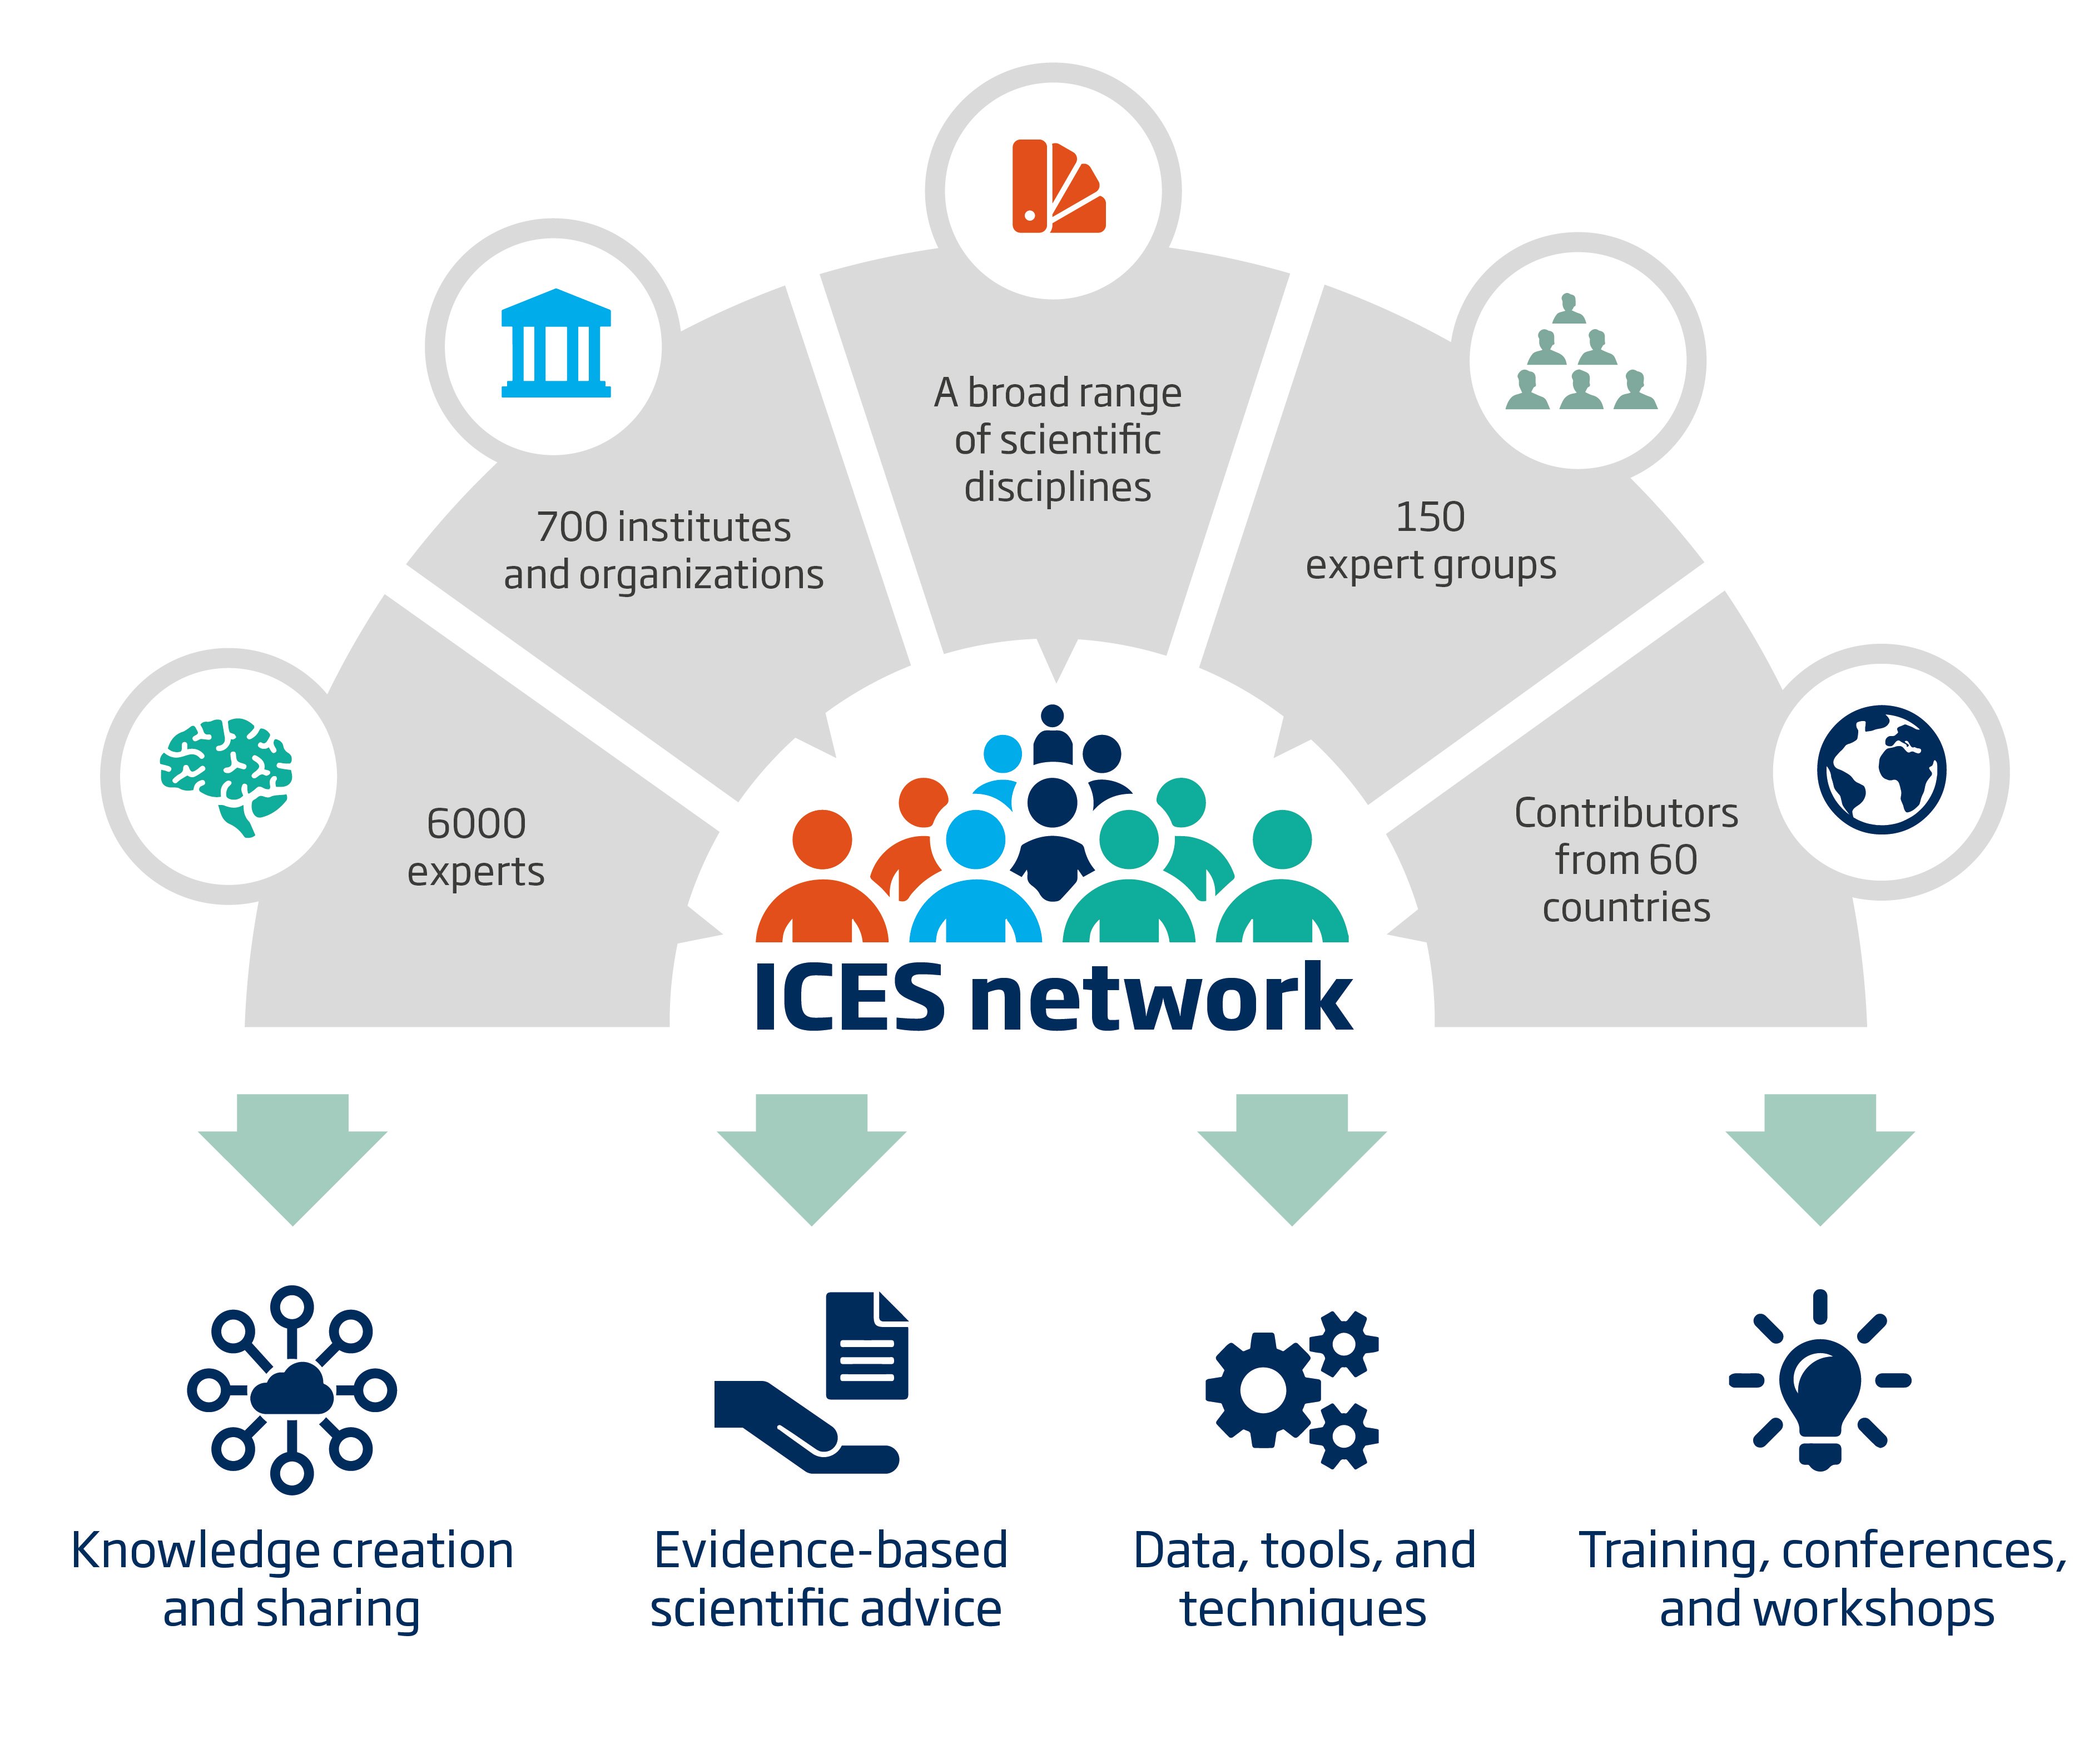 A broad range
of scientific
disciplines
700 institutes
and organizations
150
expert groups
6000
experts
Contributors
from 60
countries
ICES network
Knowledge creation
and sharing
Evidence-based
scientific advice
Data, tools, and
techniques
Training, conferences,
and workshops